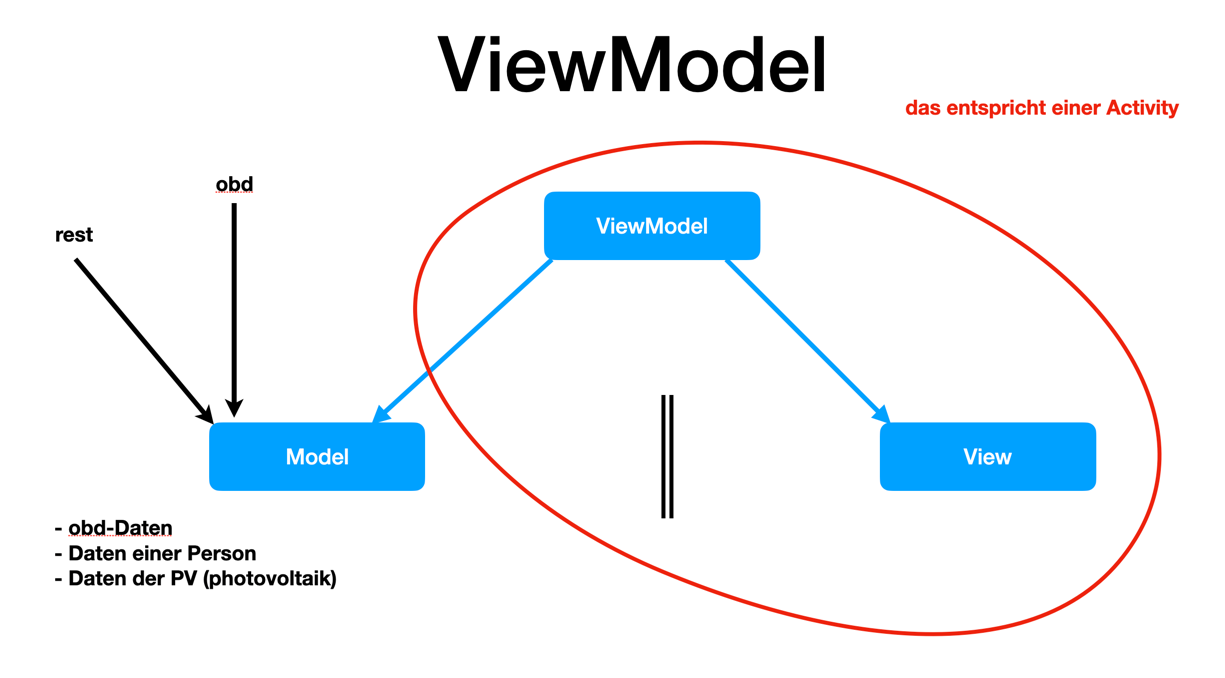 ViewModel
das entspricht einer Activity
obd
rest
ViewModel
Model
View
- obd-Daten
- Daten einer Person
- Daten der PV (photovoltaik)